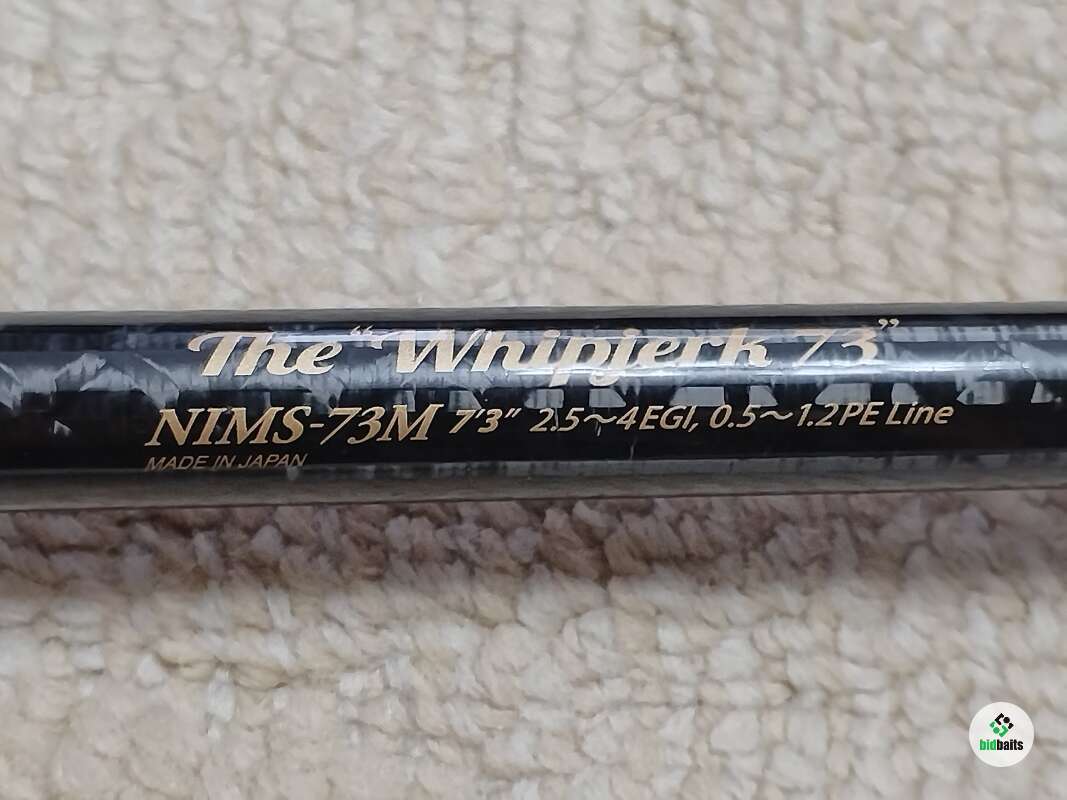 The “Whipjerk 73”
NIMS-73M 7'3” 2.5～4EGI, 0.5～1.2PE Line
MADE IN JAPAN
bidbaits